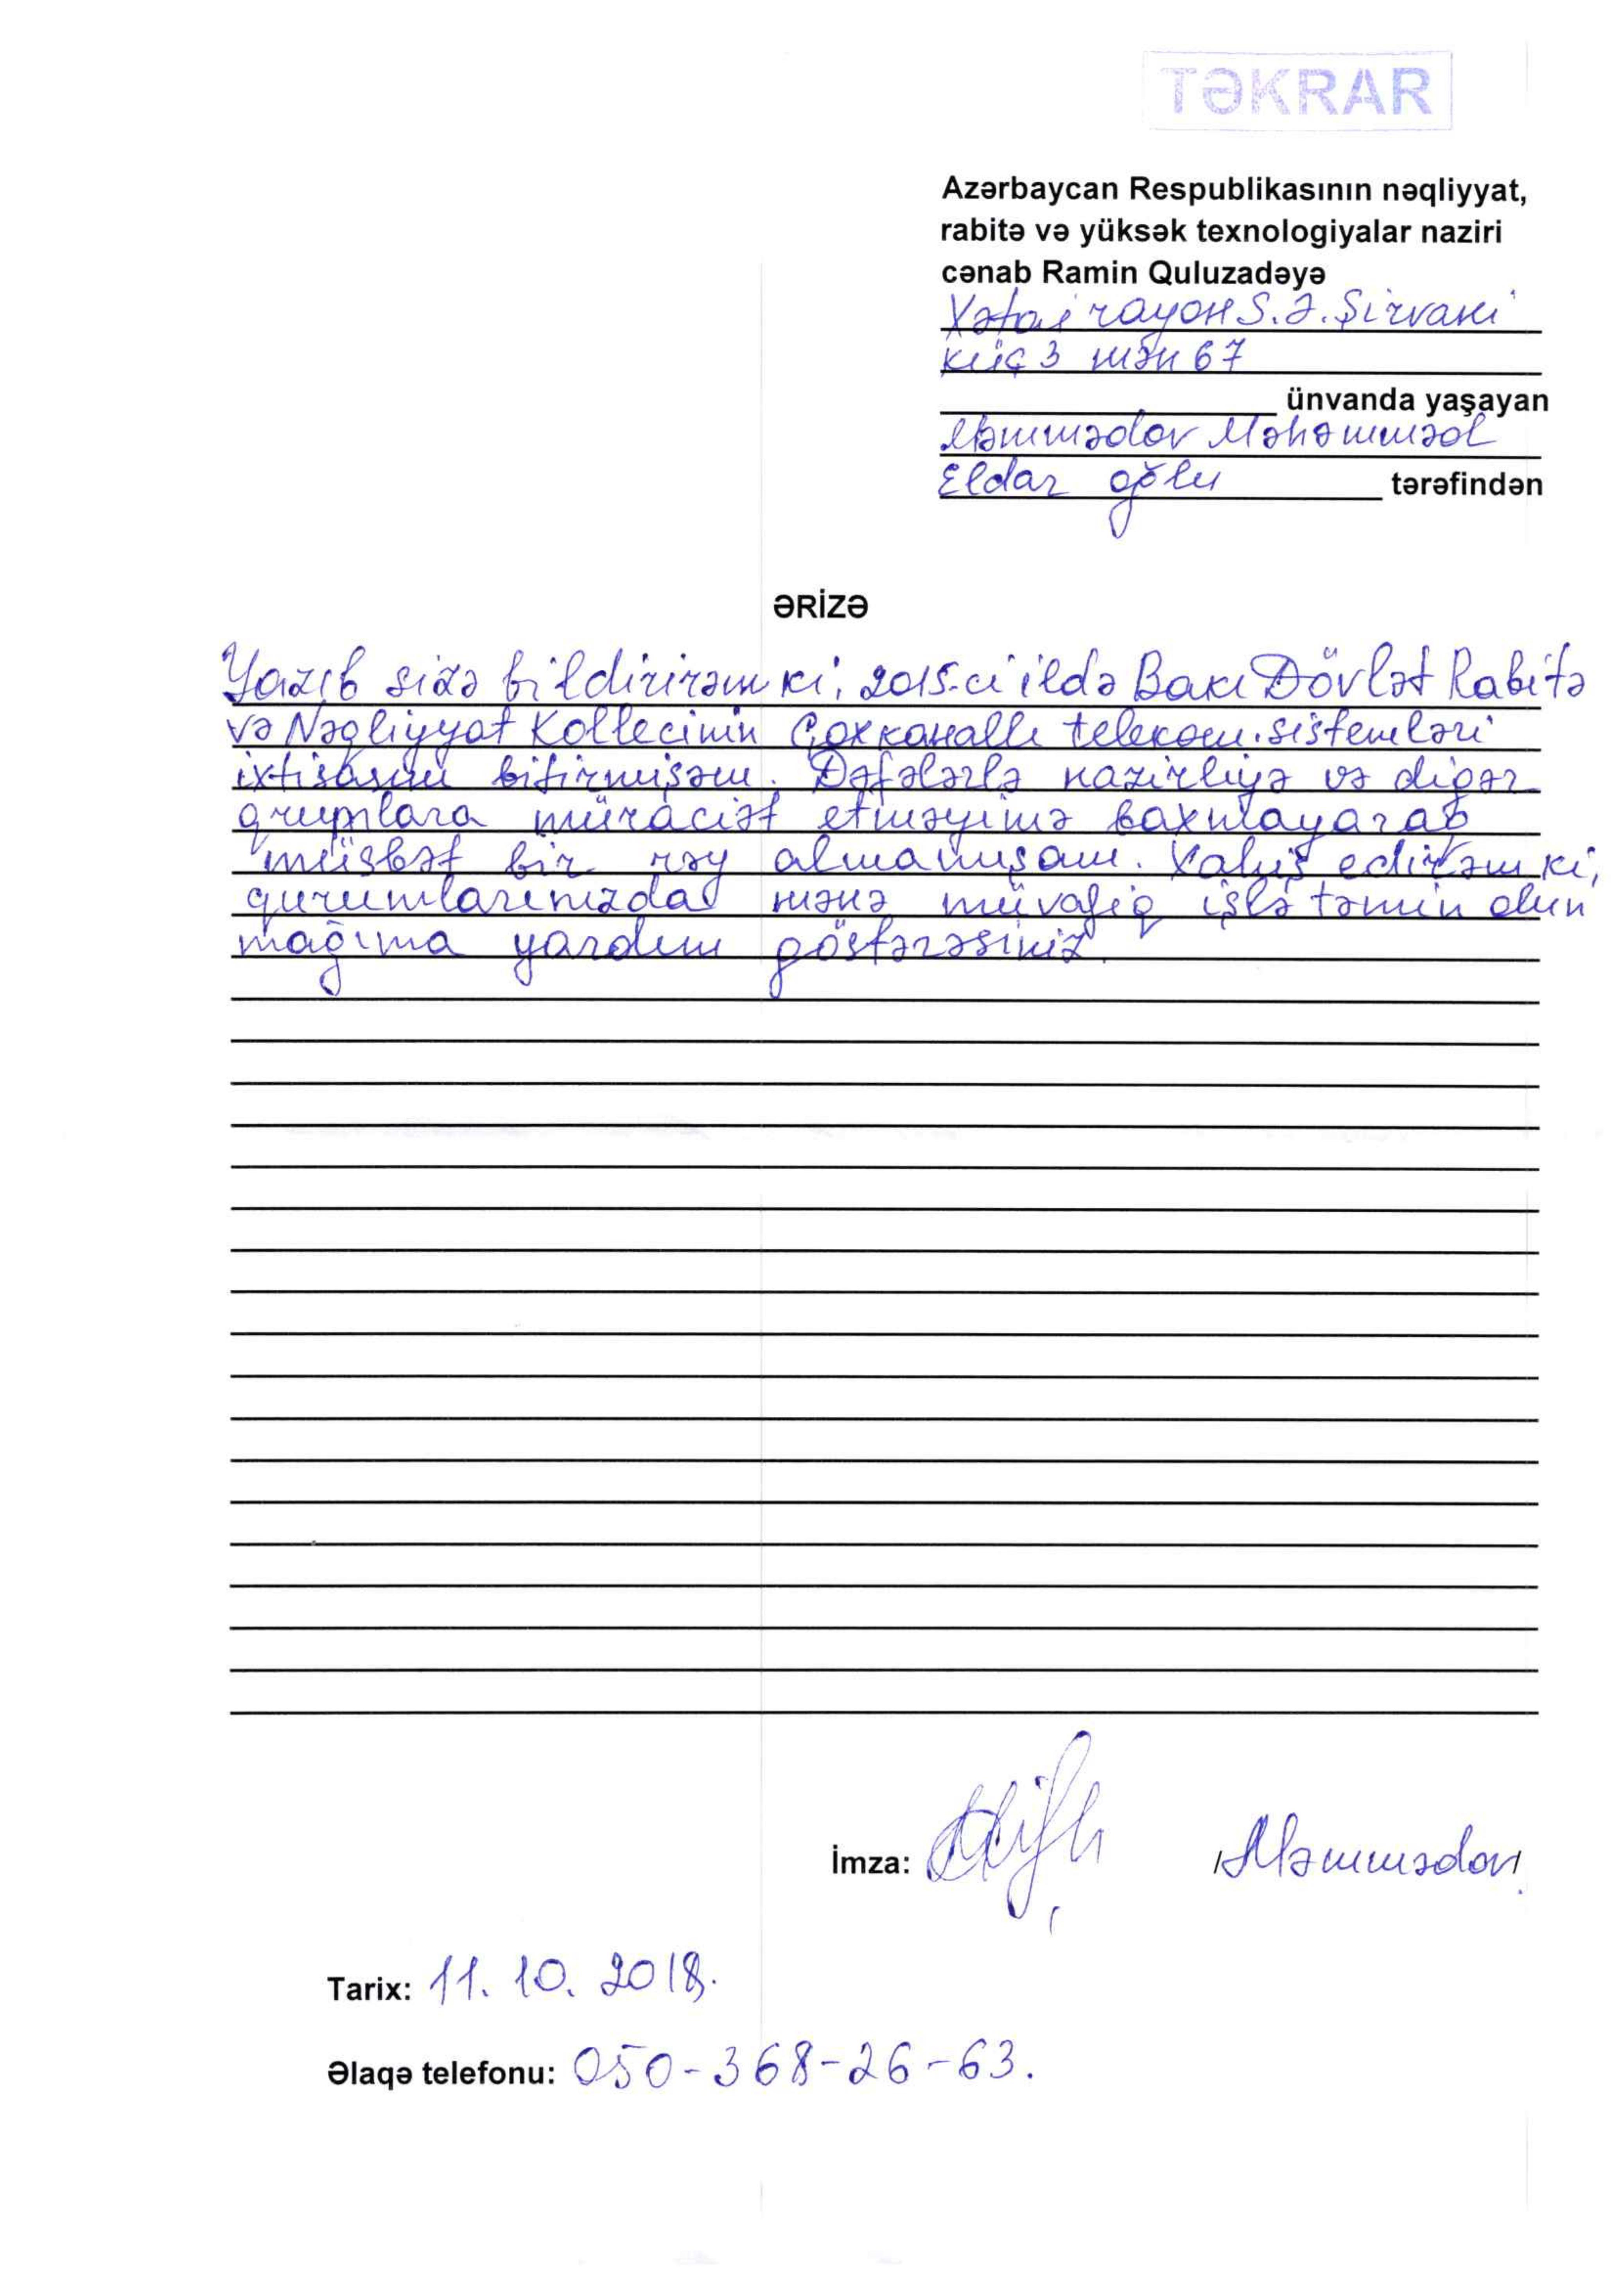 TƏKRAR
Azərbaycan Respublikasının nəqliyyat,
rabitə və yüksək texnologiyalar naziri
cənab Ramin Quluzadəyə
Xətai rayon S.Ə.Şirvani
küç 3 mən 67
ünvanda yaşayan
Məmmədov Məhəmməd
Eldar oğlu tərəfindən
ƏRİZƏ
Yazıb sizə bildirirəm ki, 2015-ci ildə Bakı Dövlət Rabitə
və Nəqliyyat Kollecinin Çoxkanallı telekom. sistemləri
ixtisasını bitirmişəm. Dəfələrlə nazirliyə və digər
qrumlara müraciət etməyimə baxmayaraq
müsbət bir rəy almamışam. Xahiş edirəm ki,
qurumlarınızda mənə müvafiq işlə təmin olun
mağıma yardım göstərəsiniz.
İmza: Məmmədov
Tarix: 11.10.2018.
Əlaqə telefonu: 050-368-26-63.